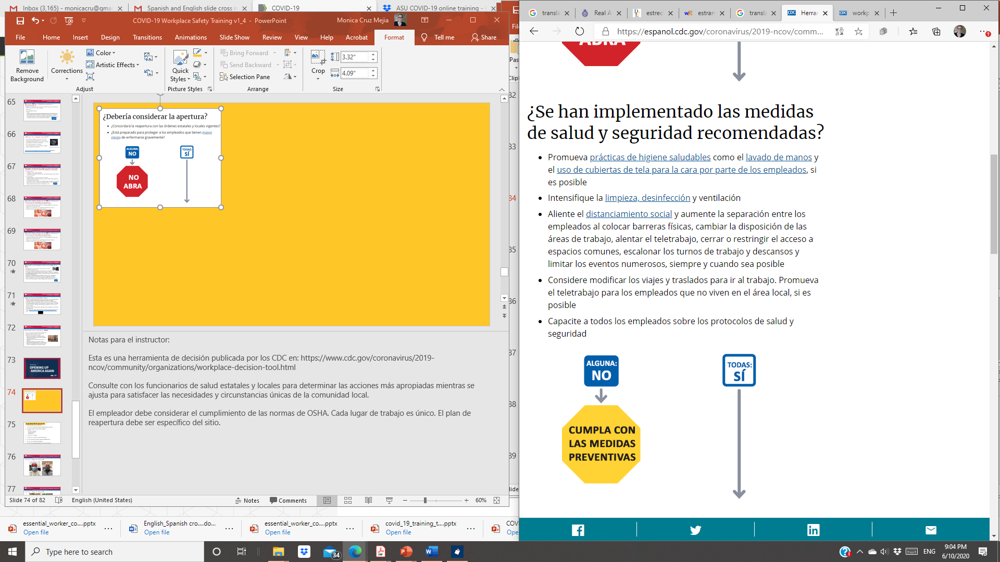 Inbox (3,165) - monicacru@gma
Spanish and English slide cross r
COVID-19
ASU COVID-19 online training -
COVID-19 Workplace Safety Training v1_4 - PowerPoint
Monica Cruz Mejia
File Home Insert Design Transitions Animations Slide Show Review View Help Acrobat Format Tell me Share
Remove Background
Corrections
Color
Artistic Effects
Adjust
Quick Styles
Picture Styles
Bring Forward
Send Backward
Selection Pane
Arrange
Crop
3.32"
4.09"
Size
65
66
67
68
69
70
71
72
73
OPENING UP
AMERICA AGAIN
74
75
76
77
¿Debería considerar la apertura?
• ¿Concordará la reapertura con las órdenes estatales y locales vigentes?
• ¿Está preparado para proteger a los empleados que tienen mayor
riesgo de enfermarse gravemente?
ALGUNA:
NO
TODAS:
SÍ
NO
ABRA
Notas para el instructor:
Esta es una herramienta de decisión publicada por los CDC en: https://www.cdc.gov/coronavirus/2019-
ncov/community/organizations/workplace-decision-tool.html
Consulte con los funcionarios de salud estatales y locales para determinar las acciones más apropiadas mientras se
ajusta para satisfacer las necesidades y circunstancias únicas de la comunidad local.
El empleador debe considerar el cumplimiento de las normas de OSHA. Cada lugar de trabajo es único. El plan de
reapertura debe ser específico del sitio.
Slide 74 of 82
English (United States)
Notes
Comments
60%
Fil
Pas
Clip
32
33
34
35
36
37
38
39
lide
transla
Real A
estrec
estran
transla
Herrar
workp
https://espanol.cdc.gov/coronavirus/2019-ncov/comm...
ABRA
¿Se han implementado las medidas
de salud y seguridad recomendadas?
• Promueva prácticas de higiene saludables como el lavado de manos y
el uso de cubiertas de tela para la cara por parte de los empleados, si
es posible
• Intensifique la limpieza, desinfección y ventilación
• Aliente el distanciamiento social y aumente la separación entre los
empleados al colocar barreras físicas, cambiar la disposición de las
áreas de trabajo, alentar el teletrabajo, cerrar o restringir el acceso a
espacios comunes, escalonar los turnos de trabajo y descansos y
limitar los eventos numerosos, siempre y cuando sea posible
• Considere modificar los viajes y traslados para ir al trabajo. Promueva
el teletrabajo para los empleados que no viven en el área local, si es
posible
• Capacite a todos los empleados sobre los protocolos de salud y
seguridad
ALGUNA:
NO
TODAS:
SÍ
CUMPLA CON
LAS MEDIDAS
PREVENTIVAS
essential_worker_co....pptx
Open file
English_Spanish cro....do...
Open file
essential_worker_co....pptx
Open file
covid_19_training_t....pptx
Open file
COV
Ope
Type here to search
34
ENG
9:04 PM
6/10/2020